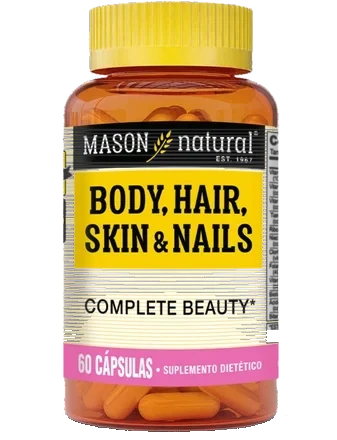 MASON natural®
EST. 1967
BODY, HAIR,
SKIN & NAILS
COMPLETE BEAUTY*
60 CÁPSULAS • SUPLEMENTO DIETÉTICO